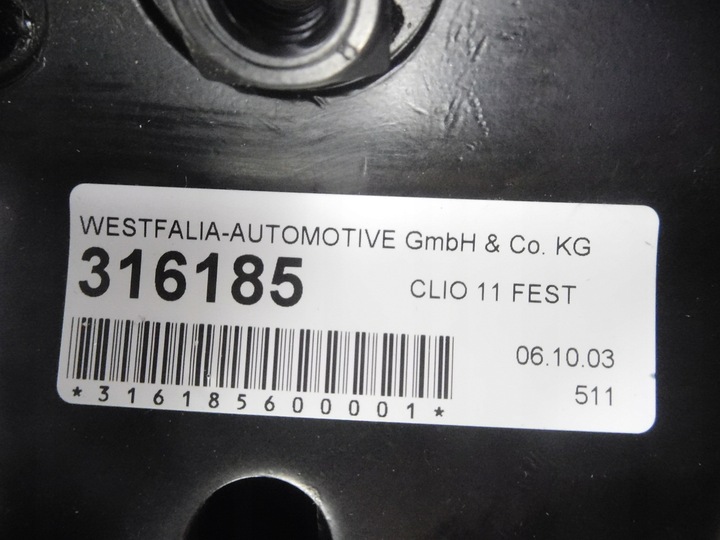 WESTFALIA-AUTOMOTIVE GmbH & Co. KG
316185
CLIO 11 FEST
06.10.03
*316185600001*
511